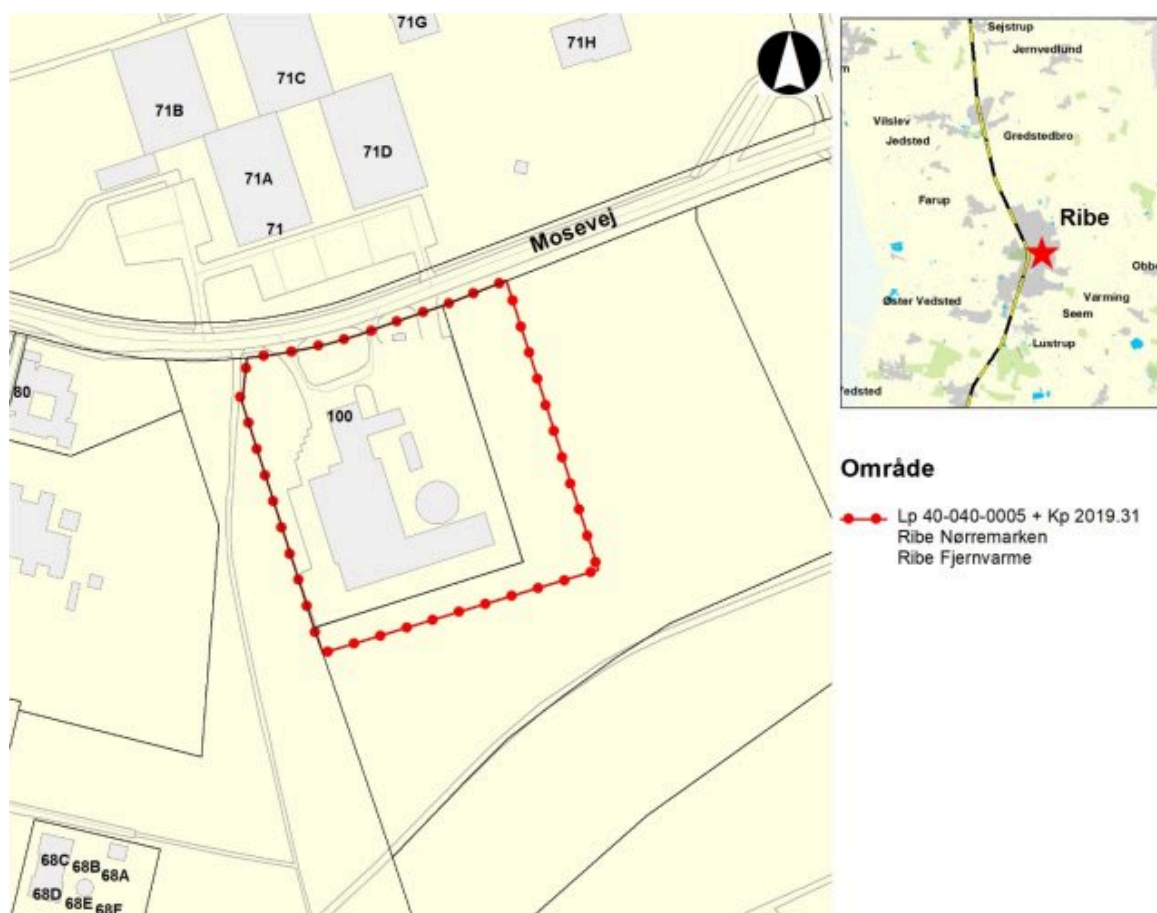 71G
71H
71C
71B
71D
71A
71
Mosevej
80
100
68C
68B
68A
68D
68E
68F
Sejstrup
Jernvedlund
Vilslev
Jedsted
Gredstedbro
Farup
Ribe
Øster Vedsted
Varming
Seem
Lustrup
Område
Lp 40-040-0005 + Kp 2019.31
Ribe Nørremarken
Ribe Fjernvarme